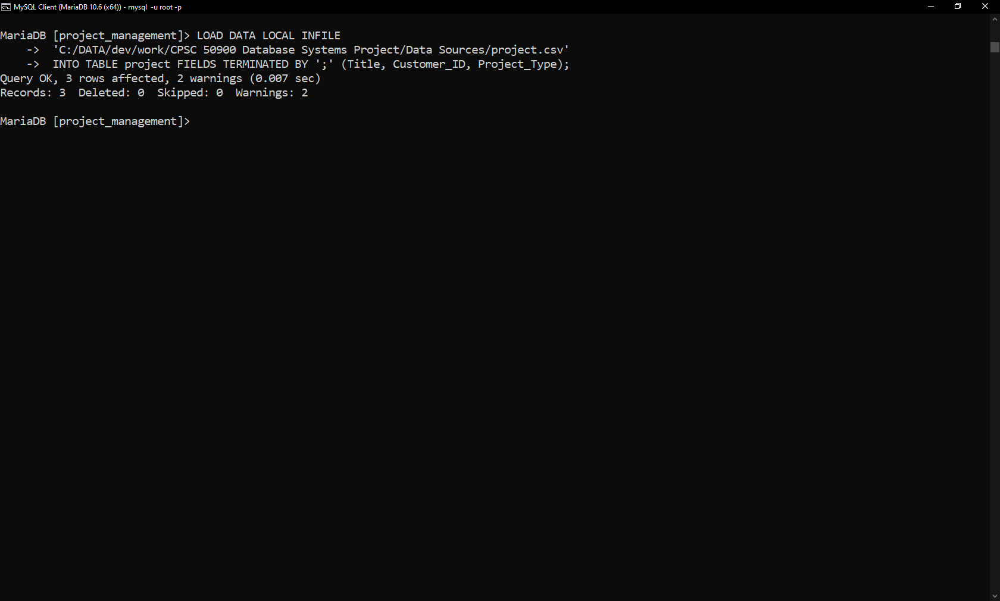 MySQL Client (MariaDB 10.6 (x64)) - mysql  -u root -p
MariaDB [project_management]> LOAD DATA LOCAL INFILE
    ->  'C:/DATA/dev/work/CPSC 50900 Database Systems Project/Data Sources/project.csv'
    ->  INTO TABLE project FIELDS TERMINATED BY ';' (Title, Customer_ID, Project_Type);
Query OK, 3 rows affected, 2 warnings (0.007 sec)
Records: 3  Deleted: 0  Skipped: 0  Warnings: 2
MariaDB [project_management]>